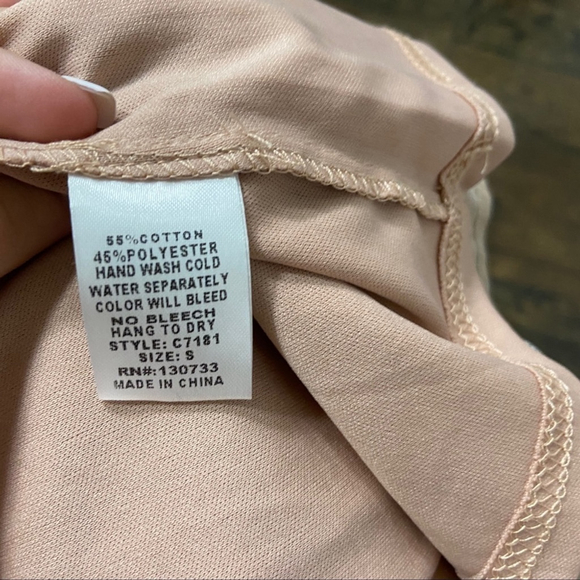 55%COTTON
45%POLYESTER
HAND WASH COLD
WATER SEPARATELY
COLOR WILL BLEED
NO BLEECH
HANG TO DRY
STYLE: C7181
SIZE: S
RN#:130733
MADE IN CHINA